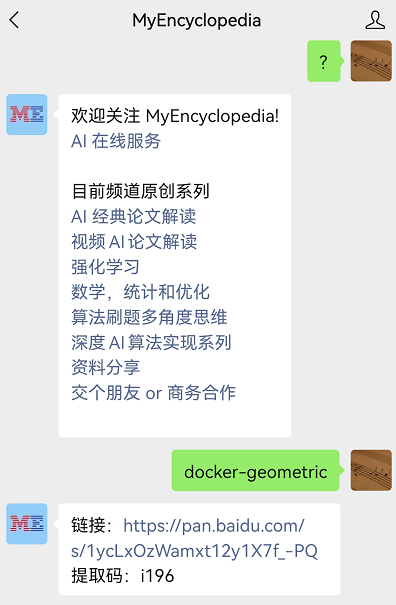 MyEncyclopedia
?
ME
欢迎关注 MyEncyclopedia!
AI 在线服务
目前频道原创系列
AI 经典论文解读
视频 AI 论文解读
强化学习
数学，统计和优化
算法刷题多角度思维
深度 AI 算法实现系列
资料分享
交个朋友 or 商务合作
docker-geometric
ME
链接：https://pan.baidu.com/
s/1ycLxOzWamxt12y1X7f_-PQ
提取码：i196